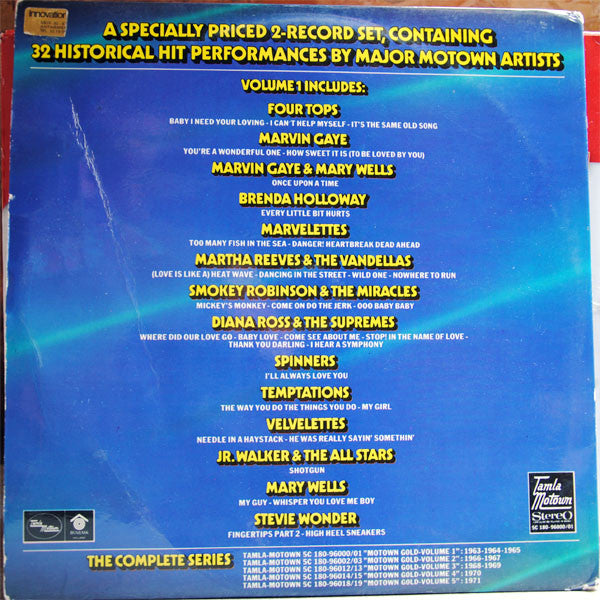 innovation
A SPECIALLY PRICED 2-RECORD SET, CONTAINING
32 HISTORICAL HIT PERFORMANCES BY MAJOR MOTOWN ARTISTS
VOLUME 1 INCLUDES:
FOUR TOPS
BABY I NEED YOUR LOVING - I CAN'T HELP MYSELF - IT'S THE SAME OLD SONG
MARVIN GAYE
YOU'RE A WONDERFUL ONE - HOW SWEET IT IS (TO BE LOVED BY YOU)
MARVIN GAYE & MARY WELLS
ONCE UPON A TIME
BRENDA HOLLOWAY
EVERY LITTLE BIT HURTS
MARVELETTES
TOO MANY FISH IN THE SEA - DANGER! HEARTBREAK DEAD AHEAD
MARTHA REEVES & THE VANDELLAS
(LOVE IS LIKE A) HEAT WAVE - DANCING IN THE STREET - WILD ONE - NOWHERE TO RUN
SMOKEY ROBINSON & THE MIRACLES
MICKEY'S MONKEY - COME ON DO THE JERK - OOO BABY BABY
DIANA ROSS & THE SUPREMES
WHERE DID OUR LOVE GO - BABY LOVE - COME SEE ABOUT ME - STOP! IN THE NAME OF LOVE -
THANK YOU DARLING - I HEAR A SYMPHONY
SPINNERS
I'LL ALWAYS LOVE YOU
TEMPTATIONS
THE WAY YOU DO THE THINGS YOU DO - MY GIRL
VELVELETTES
NEEDLE IN A HAYSTACK - HE WAS REALLY SAYIN' SOMETHIN'
JR. WALKER & THE ALL STARS
SHOTGUN
MARY WELLS
MY GUY - WHISPER YOU LOVE ME BOY
STEVIE WONDER
FINGERTIPS PART 2 - HIGH HEEL SNEAKERS
Tamla
Motown
Stereo
SC 180-96000/01
THE COMPLETE SERIES
TAMLA-MOTOWN SC 180-96000/01 "MOTOWN GOLD-VOLUME 1": 1963-1964-1965
TAMLA-MOTOWN SC 180-96002/03 "MOTOWN GOLD-VOLUME 2": 1966-1967
TAMLA-MOTOWN SC 180-96012/13 "MOTOWN GOLD-VOLUME 3": 1968-1969
TAMLA-MOTOWN SC 180-96014/15 "MOTOWN GOLD-VOLUME 4": 1970
TAMLA-MOTOWN SC 180-96018/19 "MOTOWN GOLD-VOLUME 5": 1971